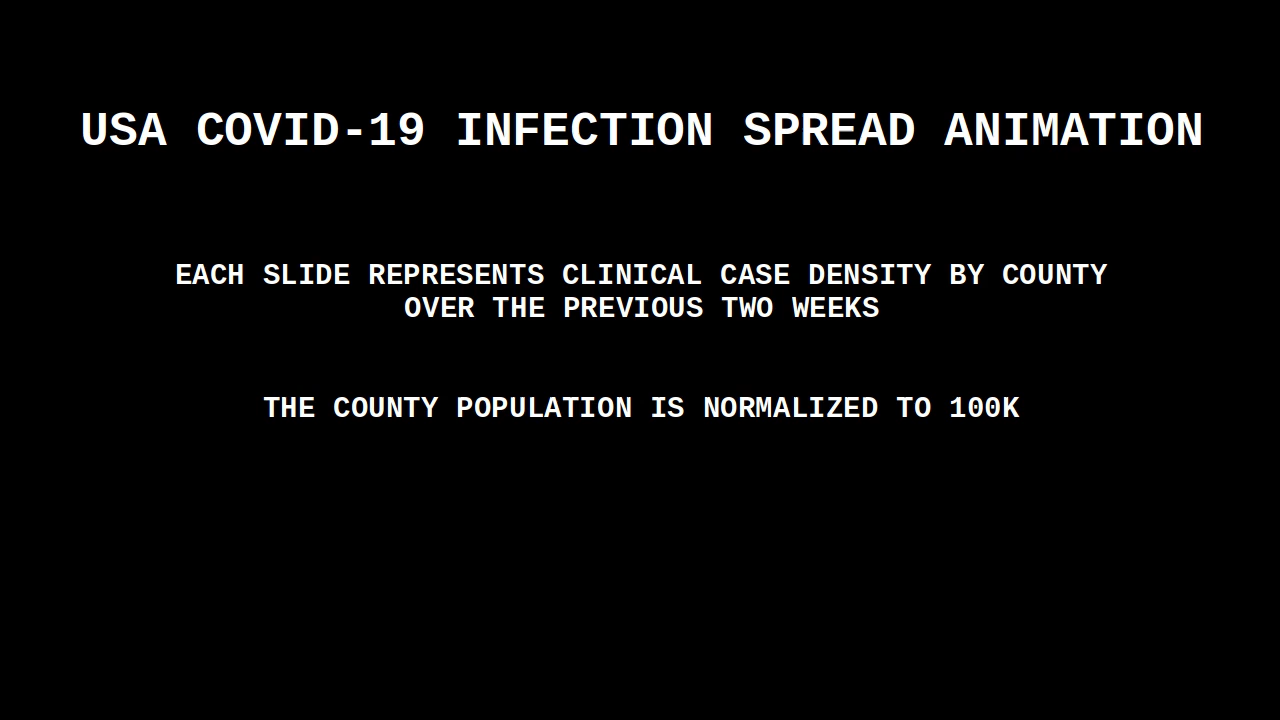 USA COVID-19 INFECTION SPREAD ANIMATION
EACH SLIDE REPRESENTS CLINICAL CASE DENSITY BY COUNTY
OVER THE PREVIOUS TWO WEEKS
THE COUNTY POPULATION IS NORMALIZED TO 100K